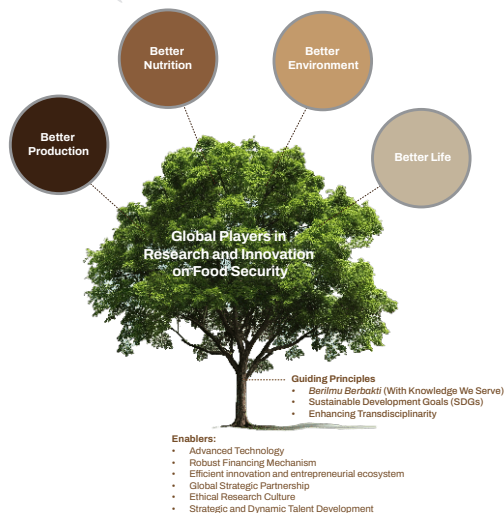 Better
Nutrition
Better
Environment
Better
Production
Better Life
Global Players in
Research and Innovation
on Food Security
Guiding Principles
• Berilmu Berbakti (With Knowledge We Serve)
• Sustainable Development Goals (SDGs)
• Enhancing Transdisciplinarity
Enablers:
• Advanced Technology
• Robust Financing Mechanism
• Efficient innovation and entrepreneurial ecosystem
• Global Strategic Partnership
• Ethical Research Culture
• Strategic and Dynamic Talent Development